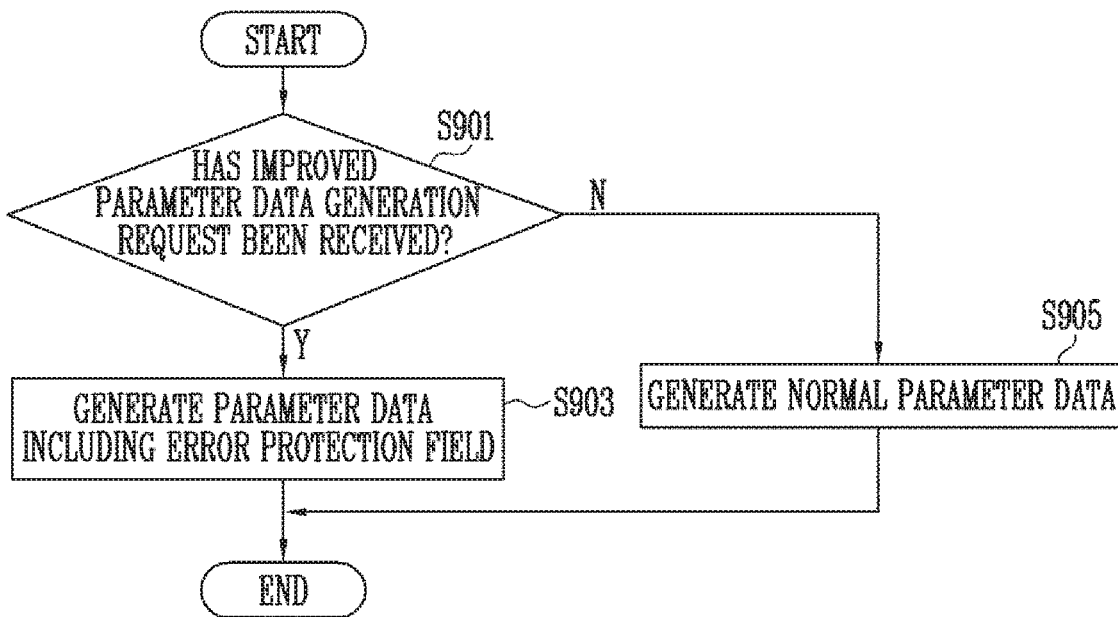 START
S901
HAS IMPROVED
PARAMETER DATA GENERATION
REQUEST BEEN RECEIVED?
N
Y
S905
GENERATE PARAMETER DATA
INCLUDING ERROR PROTECTION FIELD
S903
GENERATE NORMAL PARAMETER DATA
END